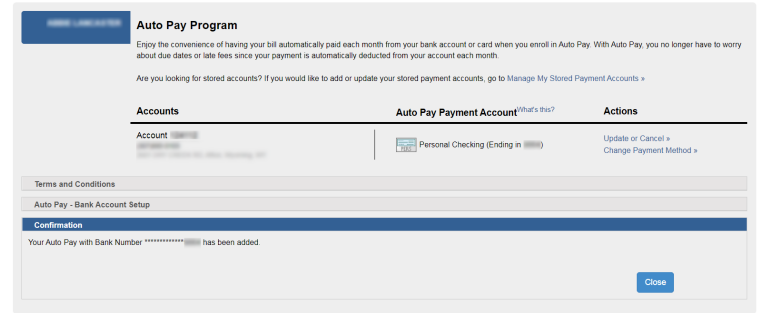 Auto Pay Program
Enjoy the convenience of having your bill automatically paid each month from your bank account or card when you enroll in Auto Pay. With Auto Pay, you no longer have to worry
about due dates or late fees since your payment is automatically deducted from your account each month.
Are you looking for stored accounts? If you would like to add or update your stored payment accounts, go to Manage My Stored Payment Accounts »
Accounts Auto Pay Payment Account What's this? Actions
Account
Personal Checking (Ending in )
Update or Cancel »
Change Payment Method »
Terms and Conditions
Auto Pay - Bank Account Setup
Confirmation
Your Auto Pay with Bank Number ************* has been added.
Close